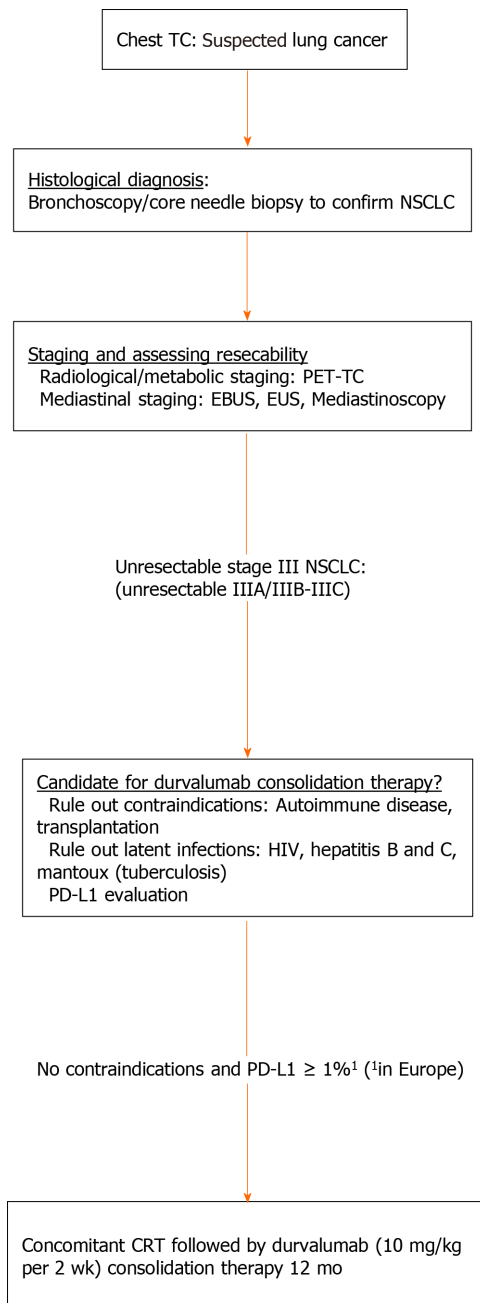 Chest TC: Suspected lung cancer
Histological diagnosis:
Bronchoscopy/core needle biopsy to confirm NSCLC
Staging and assessing resecability
Radiological/metabolic staging: PET-TC
Mediastinal staging: EBUS, EUS, Mediastinoscopy
Unresectable stage III NSCLC:
(unresectable IIIA/IIIB-IIIC)
Candidate for durvalumab consolidation therapy?
Rule out contraindications: Autoimmune disease,
transplantation
Rule out latent infections: HIV, hepatitis B and C,
mantoux (tuberculosis)
PD-L1 evaluation
No contraindications and PD-L1 ≥ 1%¹ (¹in Europe)
Concomitant CRT followed by durvalumab (10 mg/kg
per 2 wk) consolidation therapy 12 mo